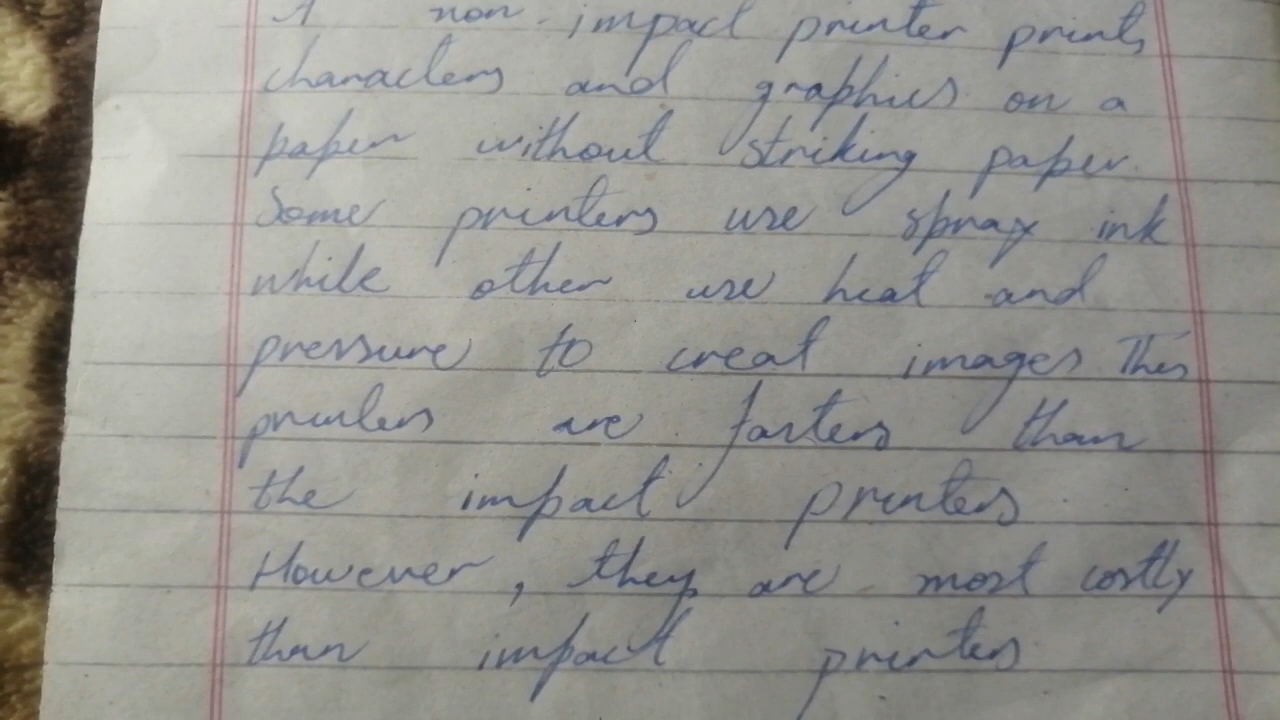 A non-impact printer prints
characters and graphics on a
paper without striking paper.
Some printers use spray ink
while other use heat and
pressure to creat images This
printers are fasters than
the impact printers.
However, they are most costly
than impact printers.